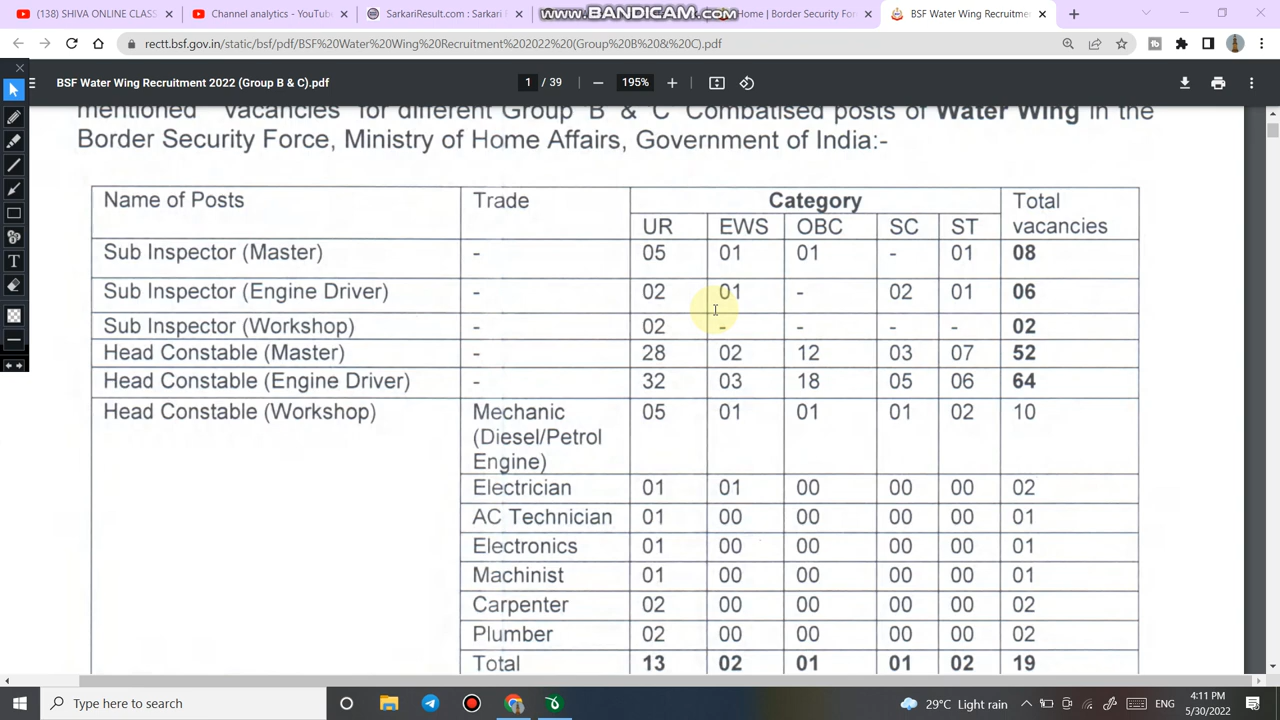 (138) SHIVA ONLINE CLASS
Channel analytics - YouTu
SarkariResult.com : Sarkari
www.BANDICAM.com
Home | Border Security Fo
BSF Water Wing Recruitmen
rectt.bsf.gov.in/static/bsf/pdf/BSF%20Water%20Wing%20Recruitment%202022%20(Group%20B%20&%20C).pdf
BSF Water Wing Recruitment 2022 (Group B & C).pdf
1 / 39
195%
mentioned vacancies for different Group 'B' & 'C' Combatised posts of Water Wing in the
Border Security Force, Ministry of Home Affairs, Government of India:-
Name of Posts Trade Category Total vacancies
UR EWS OBC SC ST
Sub Inspector (Master) - 05 01 01 - 01 08
Sub Inspector (Engine Driver) - 02 01 - 02 01 06
Sub Inspector (Workshop) - 02 - - - - 02
Head Constable (Master) - 28 02 12 03 07 52
Head Constable (Engine Driver) - 32 03 18 05 06 64
Head Constable (Workshop) Mechanic (Diesel/Petrol Engine) 05 01 01 01 02 10
Electrician 01 01 00 00 00 02
AC Technician 01 00 00 00 00 01
Electronics 01 00 00 00 00 01
Machinist 01 00 00 00 00 01
Carpenter 02 00 00 00 00 02
Plumber 02 00 00 00 00 02
Total 13 02 01 01 02 19
Type here to search
29°C Light rain
ENG
4:11 PM
5/30/2022